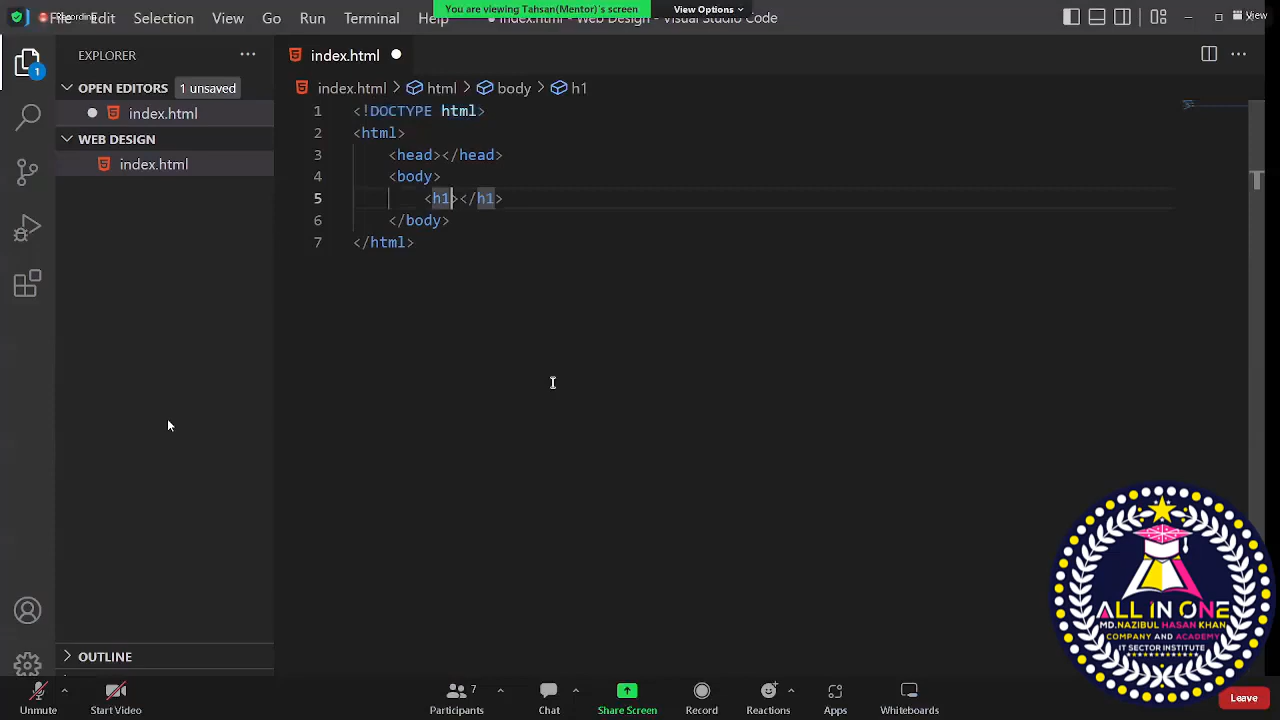 You are viewing Tahsan(Mentor)'s screen
View Options
View
Edit Selection View Go Run Terminal Help
index.html - Web Design - Visual Studio Code
EXPLORER
index.html
OPEN EDITORS
1 unsaved
index.html > html > body > h1
index.html
WEB DESIGN
index.html
1
1 <!DOCTYPE html>
2 <html>
3 <head></head>
4 <body>
5 <h1></h1>
6 </body>
7 </html>
ALL IN ONE
MD.NAZIBUL HASAN KHAN
COMPANY AND ACADEMY
IT SECTOR INSTITUTE
OUTLINE
Unmute
Start Video
7
Participants
Chat
Share Screen
Record
Reactions
Apps
Whiteboards
Leave